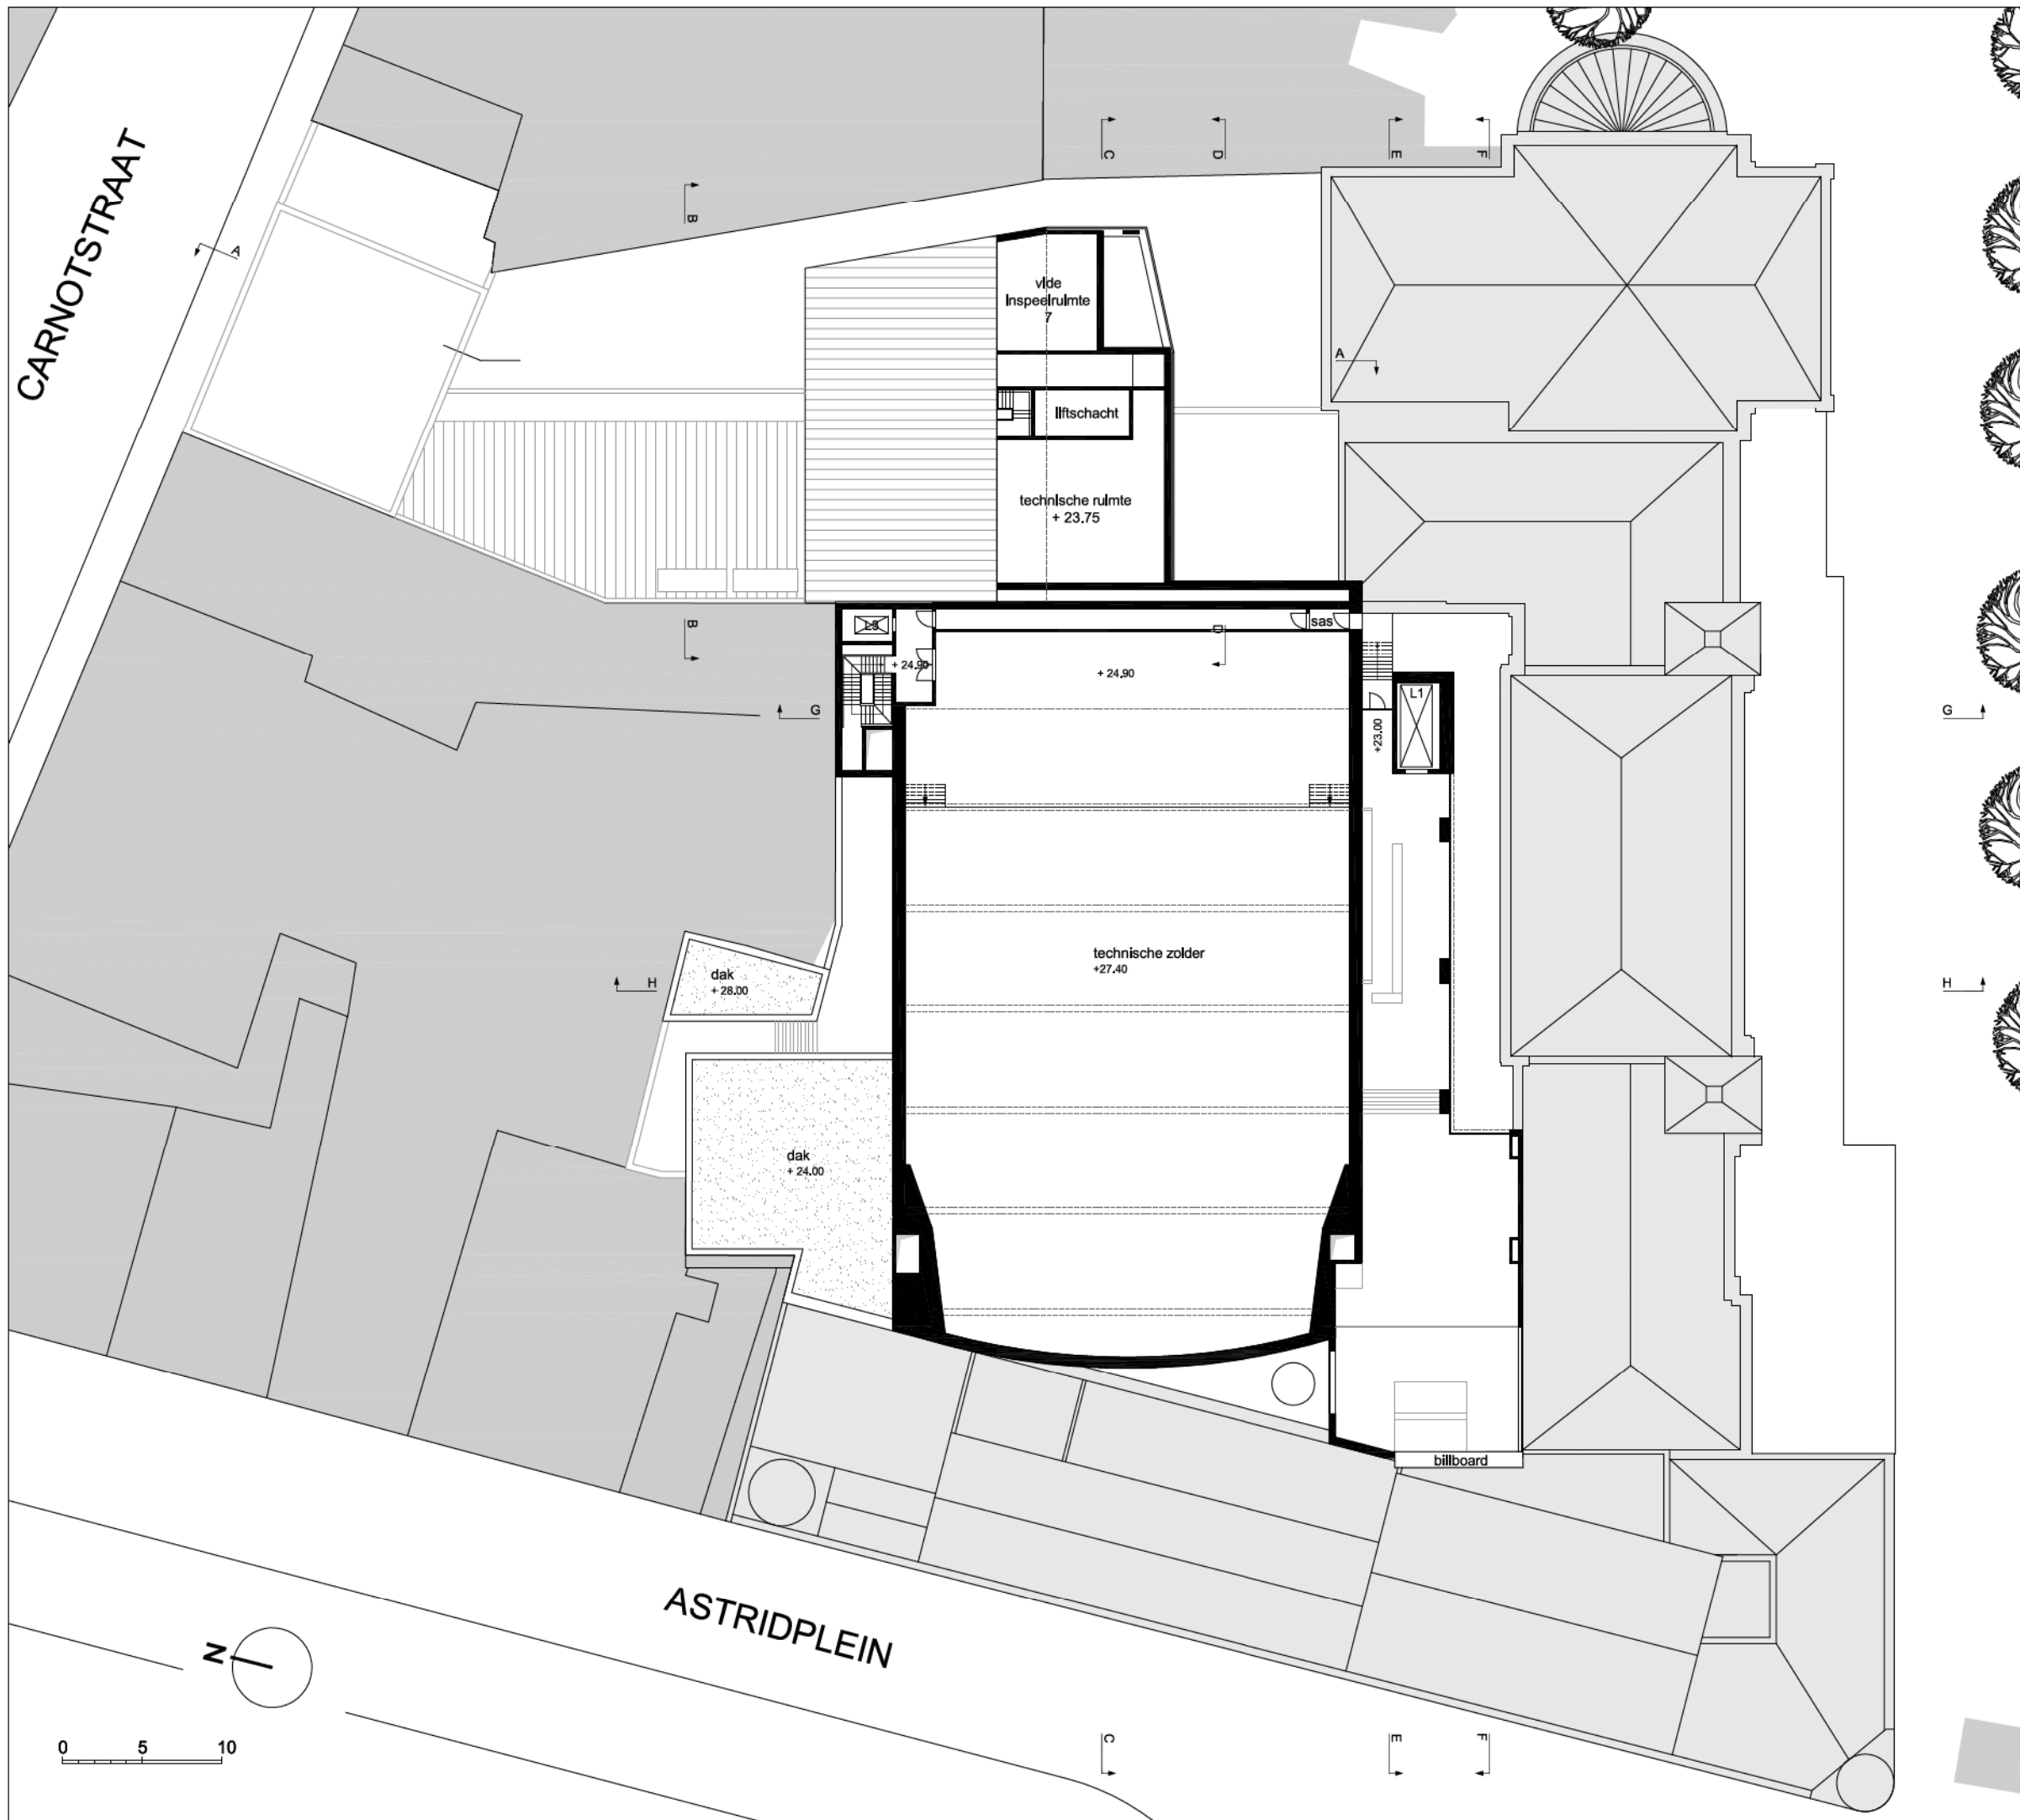 CARNOTSTRAAT
C
D
E
F
B
A
vide
inspeelruimte
7
A
liftschacht
technische ruimte
+ 23.75
B
L3
D
sas
+ 24.90
+ 24.90
L1
G
+23.00
G
technische zolder
+27.40
dak
+ 28.00
H
H
dak
+ 24.00
billboard
ASTRIDPLEIN
N
C
E
F
0 5 10